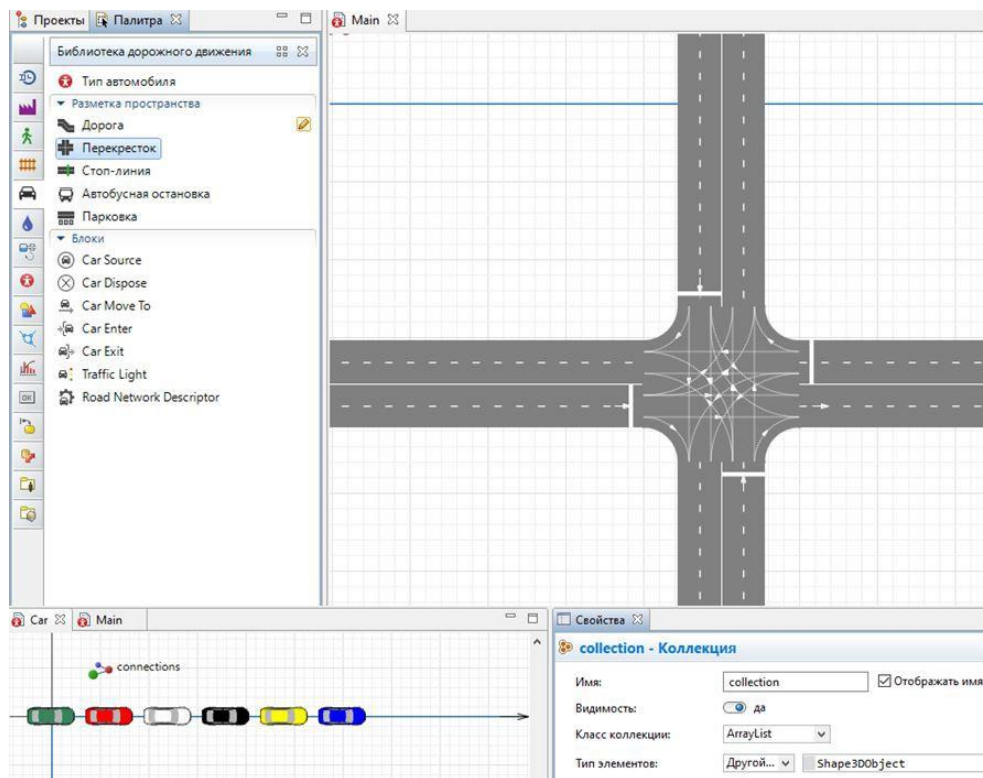 Проекты Палитра
Библиотека дорожного движения
Тип автомобиля
Разметка пространства
Дорога
Перекресток
Стоп-линия
Автобусная остановка
Парковка
Блоки
Car Source
Car Dispose
Car Move To
Car Enter
Car Exit
Traffic Light
Road Network Descriptor
OK
Main
Car Main
connections
Свойства
collection - Коллекция
Имя: collection Отображать имя
Видимость: да
Класс коллекции: ArrayList
Тип элементов: Другой... Shape3DObject